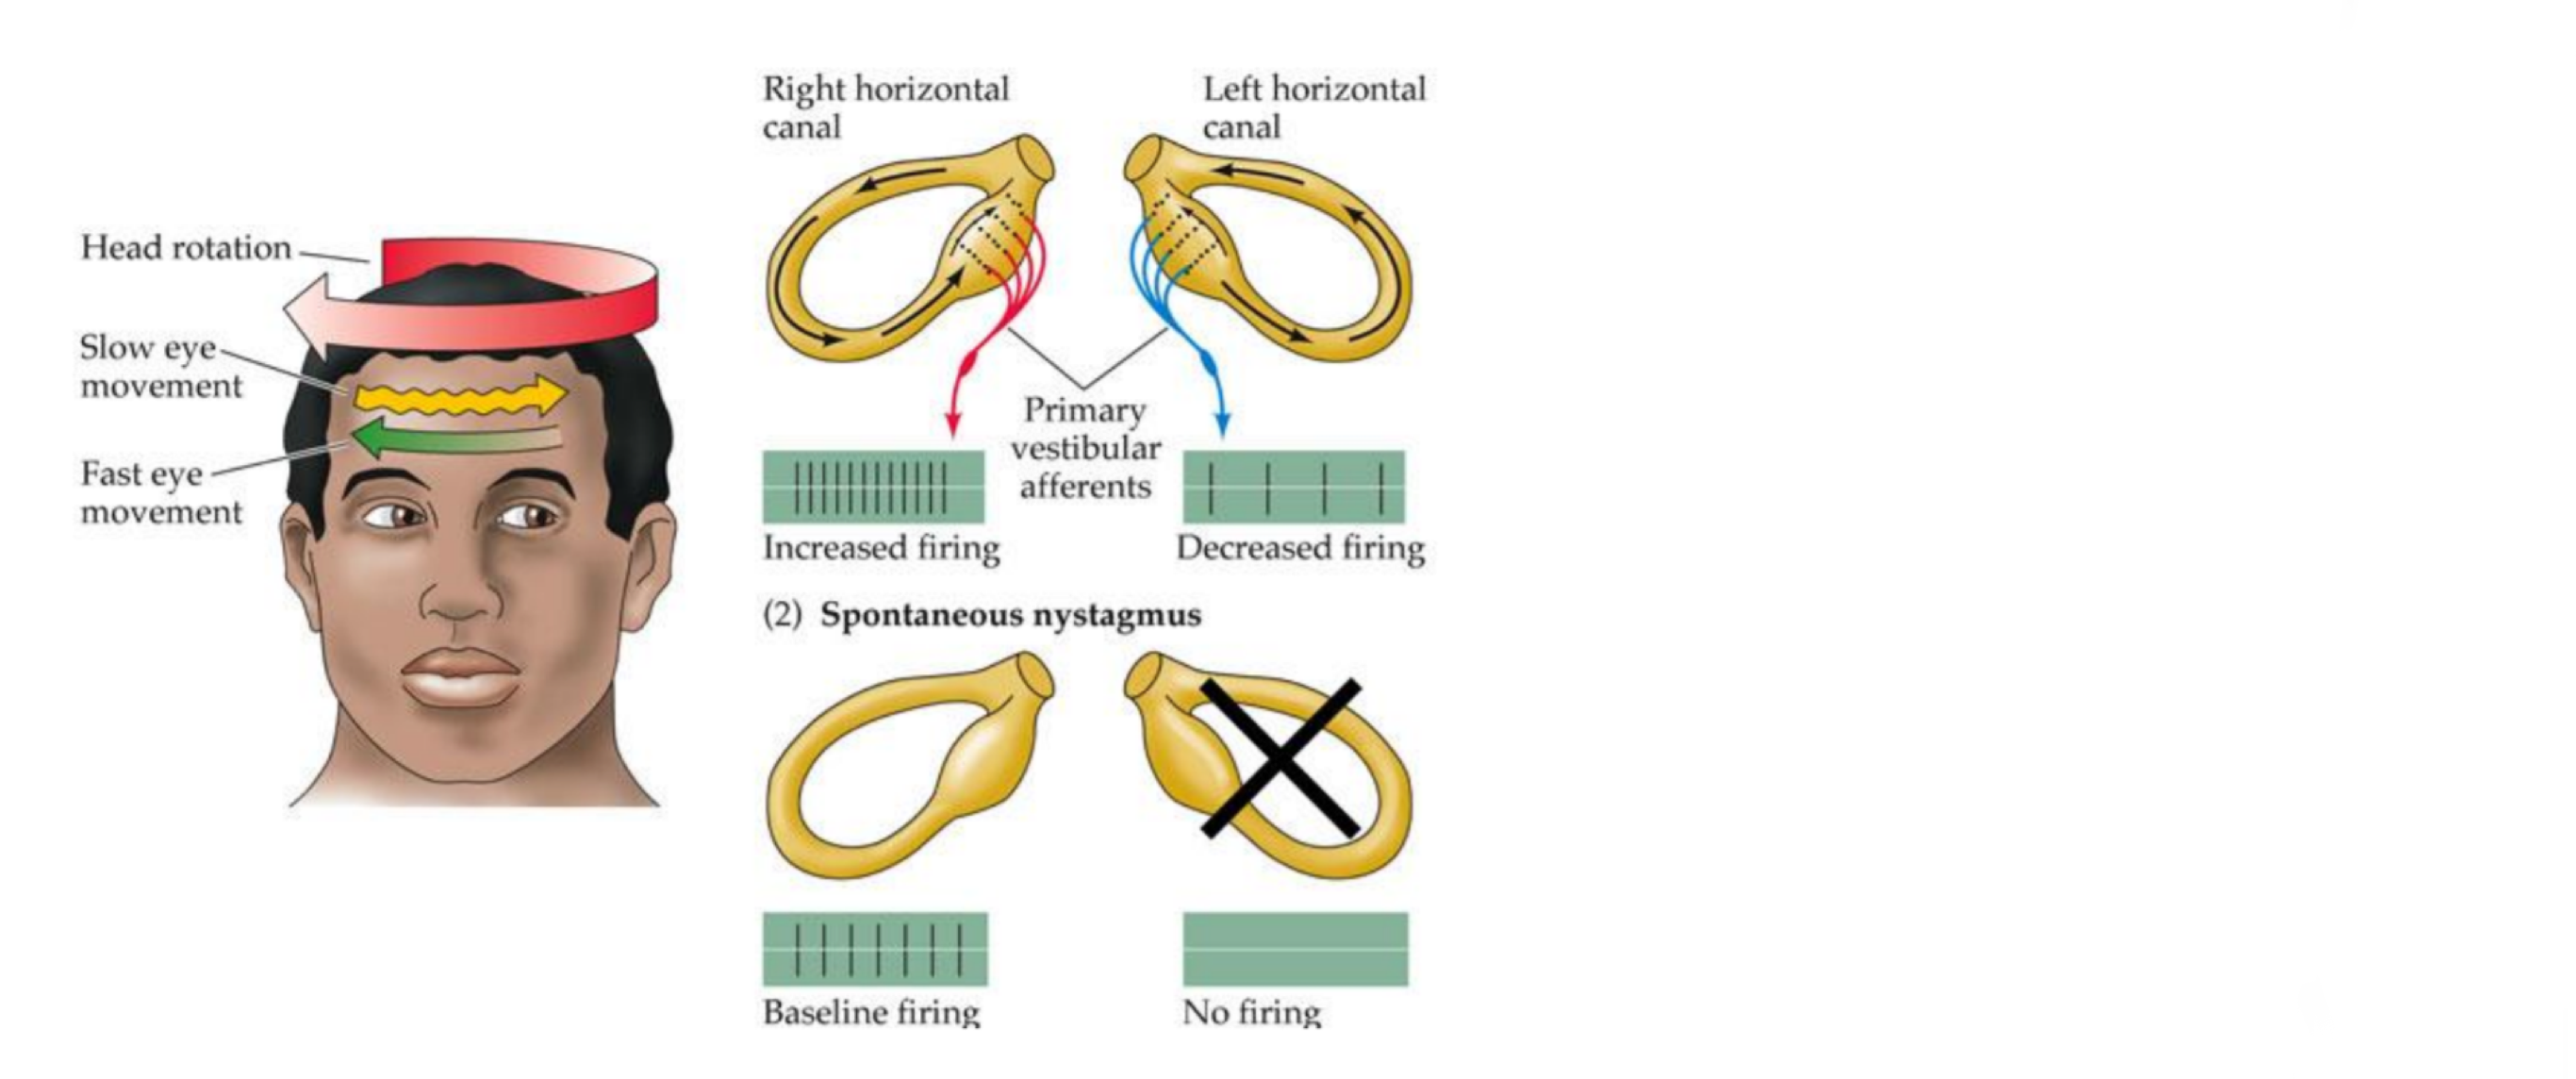 Head rotation
Slow eye
movement
Fast eye
movement
Right horizontal
canal
Left horizontal
canal
Primary
vestibular
afferents
Increased firing
Decreased firing
(2) Spontaneous nystagmus
Baseline firing
No firing